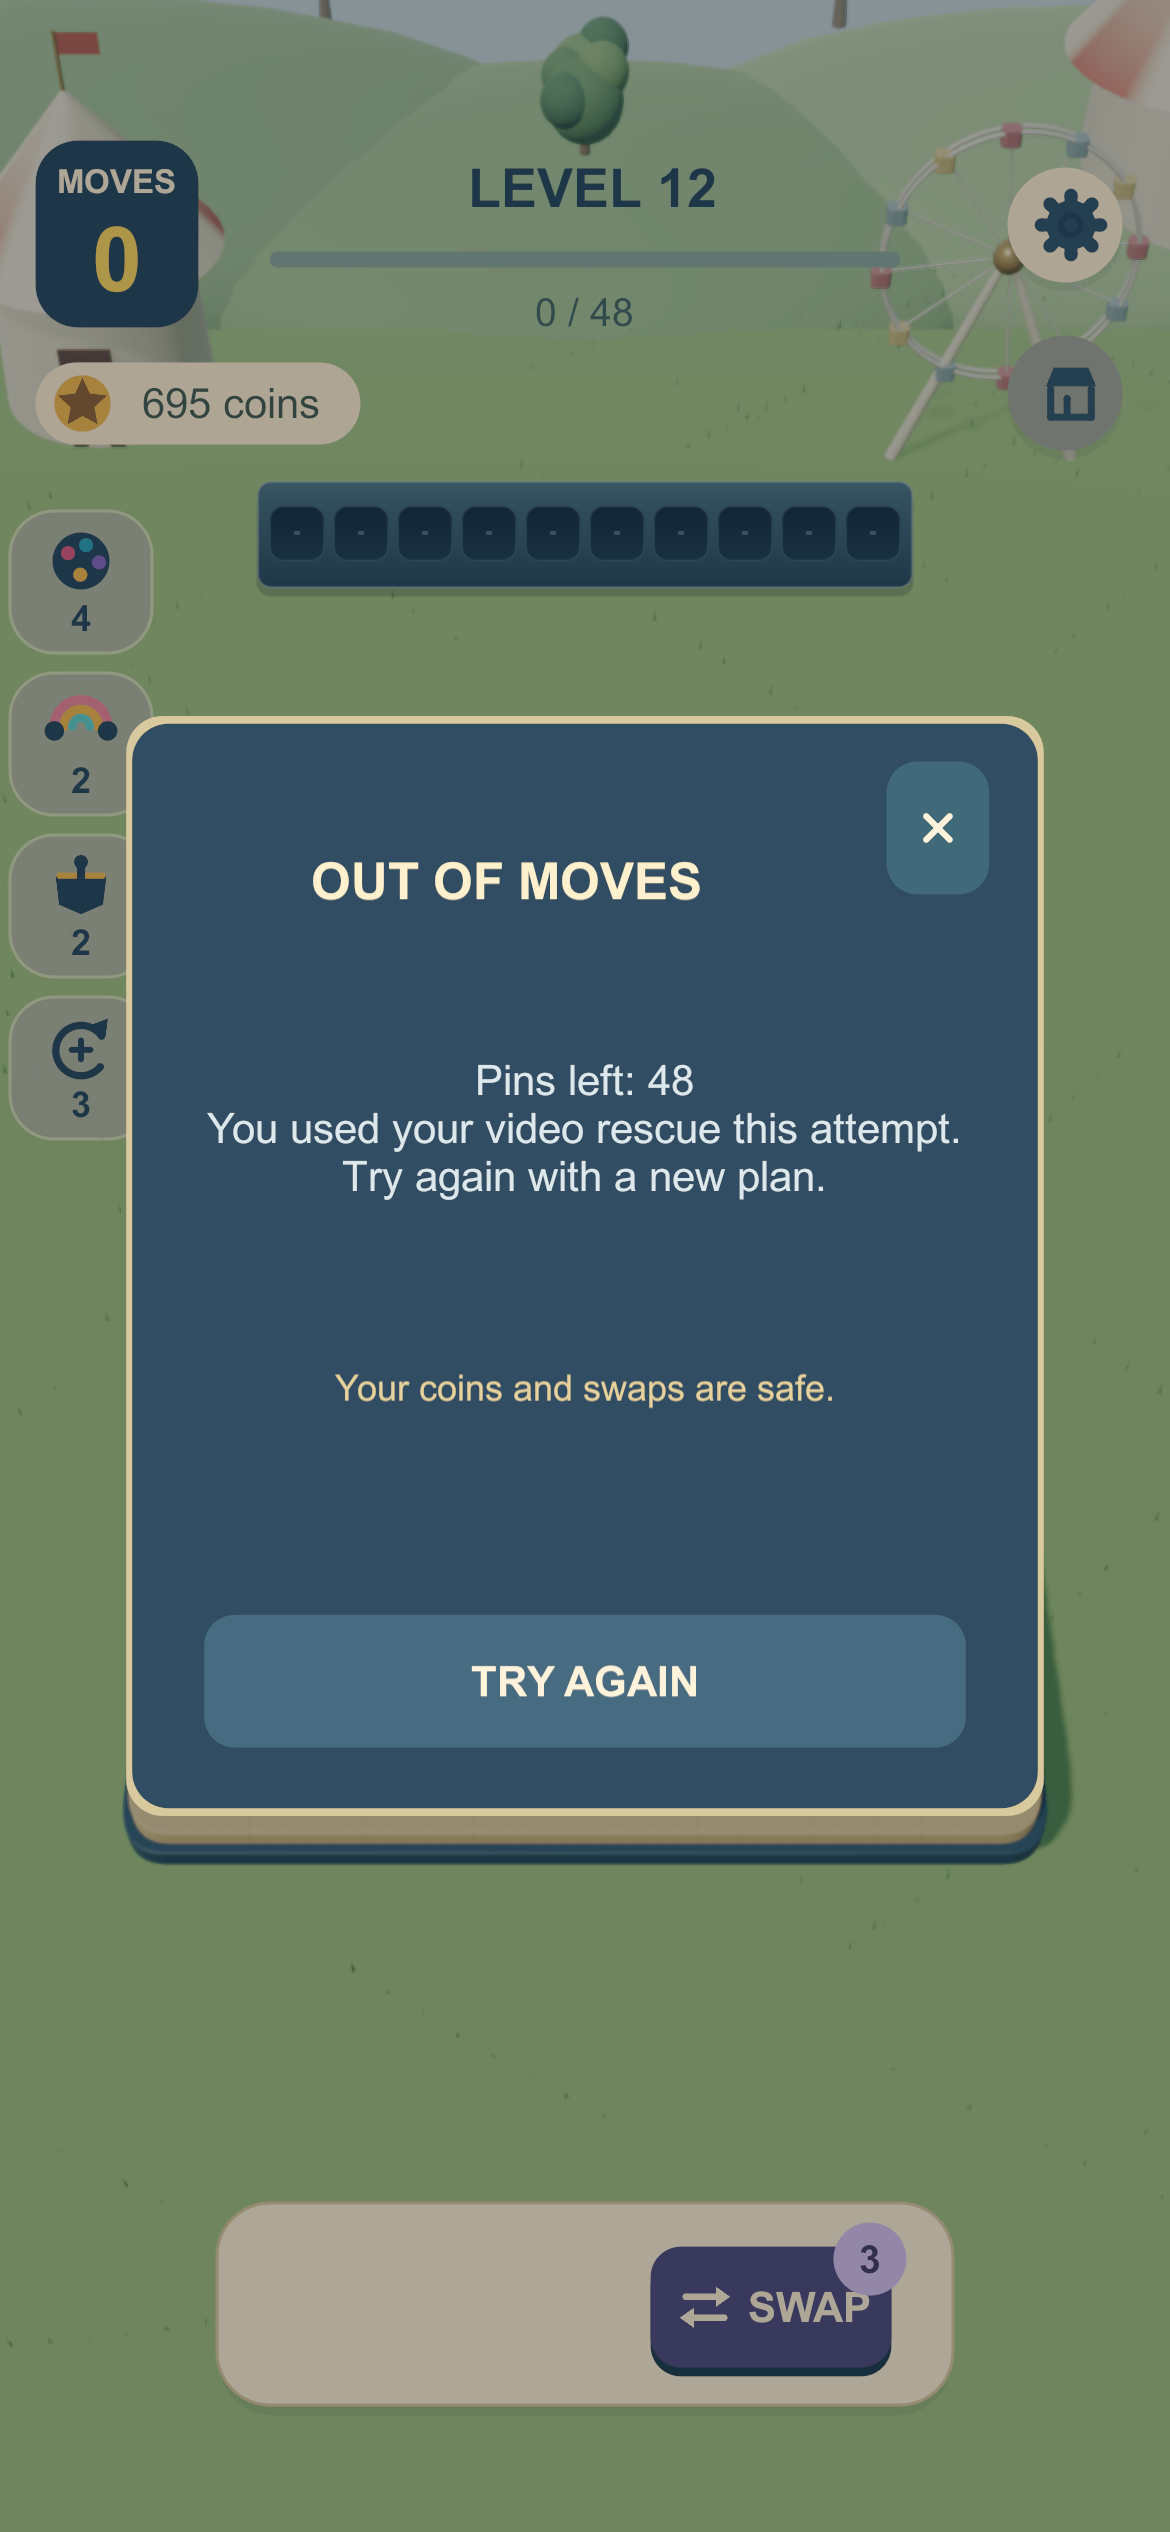 MOVES
0
LEVEL 12
0 / 48
695 coins
- - - - - - - - - -
4
2
2
3
OUT OF MOVES
Pins left: 48
You used your video rescue this attempt.
Try again with a new plan.
Your coins and swaps are safe.
TRY AGAIN
3
SWAP